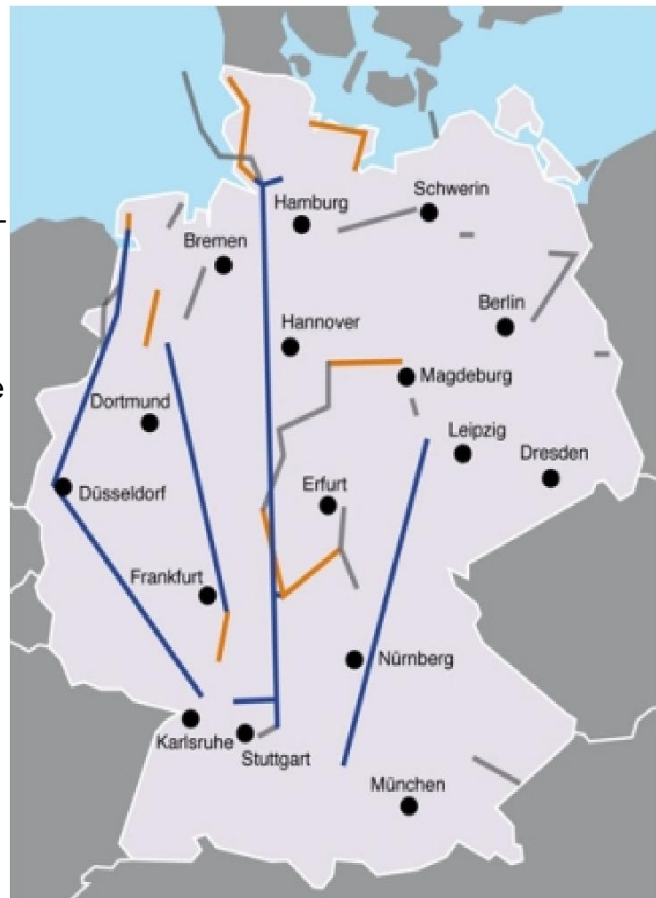 Schwerin
Hamburg
Bremen
Berlin
Hannover
Magdeburg
Dortmund
Leipzig
Dresden
Erfurt
Düsseldorf
Frankfurt
Nürnberg
Karlsruhe
Stuttgart
München
e